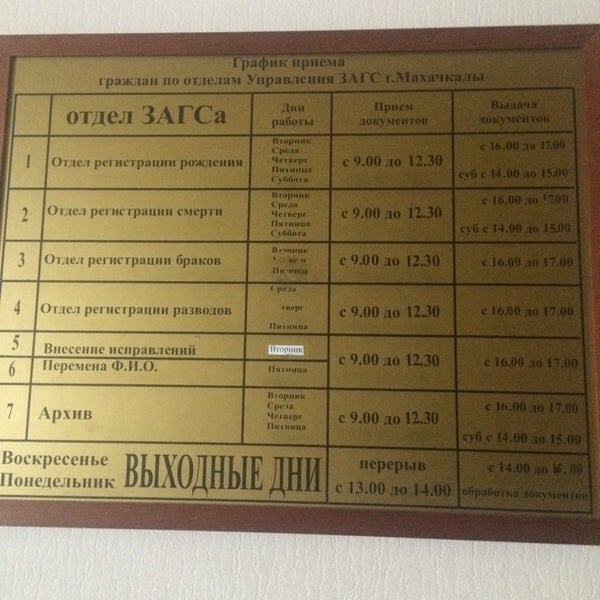 График приема
граждан по отделам Управления ЗАГС г.Махачкалы
отдел ЗАГСа
Дни
работы
Прием
документов
Выдача
документов
1 Отдел регистрации рождения
Вторник
Среда
Четверг
Пятница
Суббота
с 9.00 до 12.30
с 16.00 до 17.00
суб с 14.00 до 15.00
2 Отдел регистрации смерти
Вторник
Среда
Четверг
Пятница
Суббота
с 9.00 до 12.30
с 16.00 до 17.00
суб с 14.00 до 15.00
3 Отдел регистрации браков
Пятница
с 9.00 до 12.30
с 16.00 до 17.00
4 Отдел регистрации разводов
Среда
тверг
Пятница
с 9.00 до 12.30
с 16.00 до 17.00
5 Внесение исправлений
Вторник
6 Перемена Ф.И.О.
Пятница
с 9.00 до 12.30
с 16.00 до 17.00
7 Архив
Вторник
Среда
Четверг
Пятница
с 9.00 до 12.30
с 16.00 до 17.00
суб с 14.00 до 15.00
Воскресенье
Понедельник
ВЫХОДНЫЕ ДНИ
перерыв
с 13.00 до 14.00
с 14.00 до
обработка документов